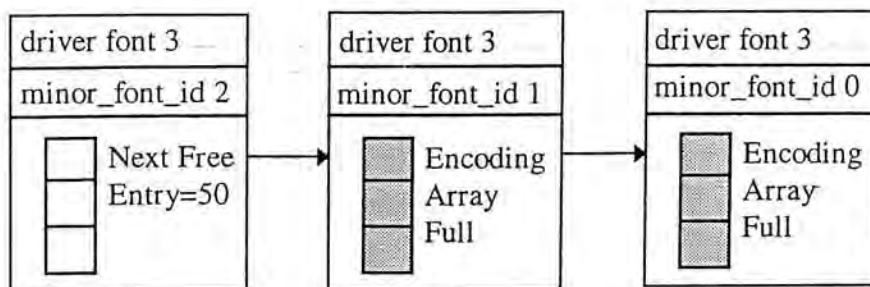 driver font 3
minor_font_id 2
Next Free
Entry=50
driver font 3
minor_font_id 1
Encoding
Array
Full
driver font 3
minor_font_id 0
Encoding
Array
Full